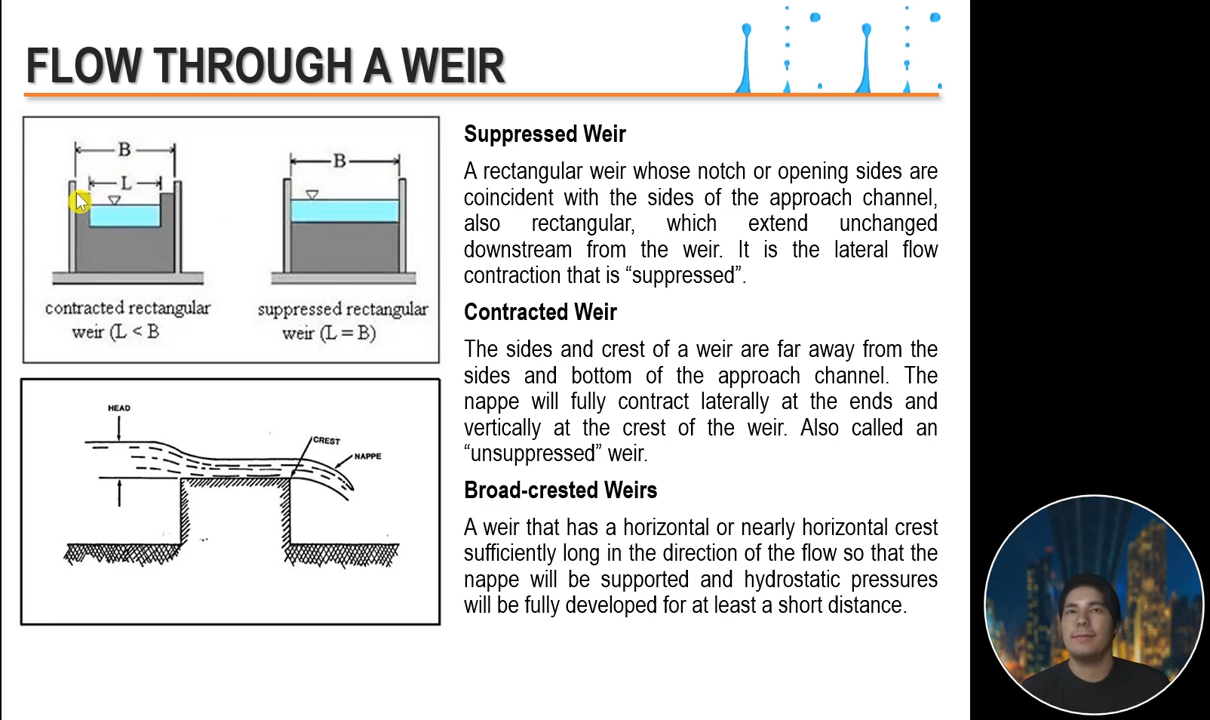 FLOW THROUGH A WEIR
B
L
contracted rectangular
weir (L < B
B
suppressed rectangular
weir (L = B)
HEAD
CREST
NAPPE
Suppressed Weir
A rectangular weir whose notch or opening sides are
coincident with the sides of the approach channel,
also rectangular, which extend unchanged
downstream from the weir. It is the lateral flow
contraction that is “suppressed”.
Contracted Weir
The sides and crest of a weir are far away from the
sides and bottom of the approach channel. The
nappe will fully contract laterally at the ends and
vertically at the crest of the weir. Also called an
“unsuppressed” weir.
Broad-crested Weirs
A weir that has a horizontal or nearly horizontal crest
sufficiently long in the direction of the flow so that the
nappe will be supported and hydrostatic pressures
will be fully developed for at least a short distance.